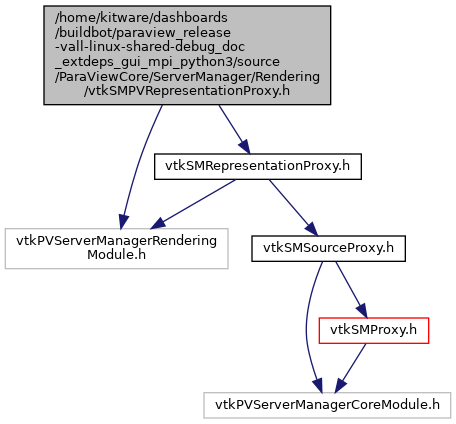 /home/kitware/dashboards
/buildbot/paraview_release
-vall-linux-shared-debug_doc
_extdeps_gui_mpi_python3/source
/ParaViewCore/ServerManager/Rendering
/vtkSMPVRepresentationProxy.h
vtkSMRepresentationProxy.h
vtkPVServerManagerRendering
Module.h
vtkSMSourceProxy.h
vtkSMProxy.h
vtkPVServerManagerCoreModule.h